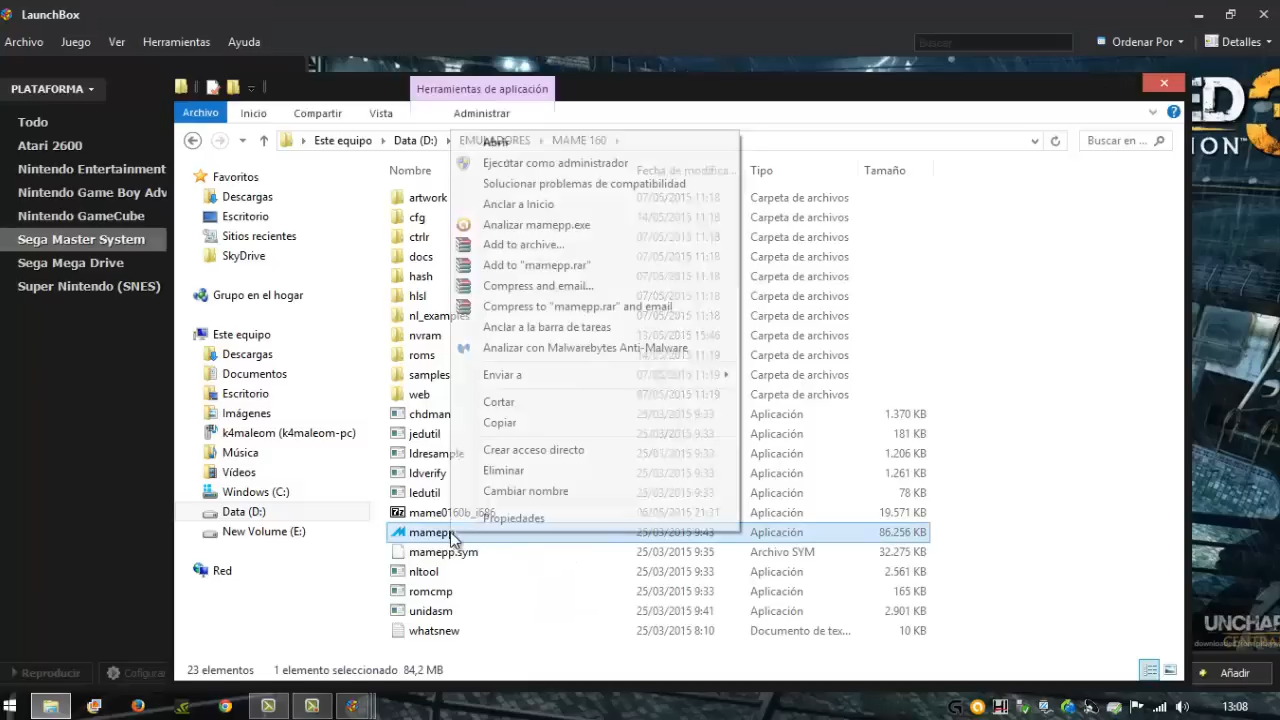 LaunchBox
Archivo Juego Ver Herramientas Ayuda
Buscar
Ordenar Por
Detalles
PLATAFORMA
Todo
Atari 2600
Nintendo Entertainment
Nintendo Game Boy Adv
Nintendo GameCube
Sega Master System
Sega Mega Drive
Super Nintendo (SNES)
Reproducir
Añadir
Herramientas de aplicación
Archivo Inicio Compartir Vista Administrar
Este equipo Data (D:) EMULADORES MAME 160
Buscar en ...
Favoritos
Descargas
Escritorio
Sitios recientes
SkyDrive
Grupo en el hogar
Este equipo
Descargas
Documentos
Escritorio
Imágenes
k4maleom (k4maleom-pc)
Música
Vídeos
Windows (C:)
Data (D:)
New Volume (E:)
Red
Nombre Fecha de modifica... Tipo Tamaño
artwork 07/05/2015 11:18 Carpeta de archivos
cfg 14/05/2015 11:18 Carpeta de archivos
ctrlr 07/05/2015 11:18 Carpeta de archivos
docs 07/05/2015 11:18 Carpeta de archivos
hash 07/05/2015 11:18 Carpeta de archivos
hlsl 07/05/2015 11:18 Carpeta de archivos
nl_examples 07/05/2015 11:18 Carpeta de archivos
nvram 13/05/2015 15:46 Carpeta de archivos
roms 11:19 Carpeta de archivos
samples 07/05/2015 11:19 Carpeta de archivos
web 07/05/2015 11:19 Carpeta de archivos
chdman 25/03/2015 9:33 Aplicación 1.370 KB
jedutil 25/03/2015 9:33 Aplicación 181 KB
ldresample 25/03/2015 9:33 Aplicación 1.206 KB
ldverify 25/03/2015 9:33 Aplicación 1.261 KB
ledutil 25/03/2015 9:33 Aplicación 78 KB
mame0160b_i686 06/05/2015 21:31 Aplicación 19.571 KB
mamepp 25/03/2015 9:43 Aplicación 86.256 KB
mamepp.sym 25/03/2015 9:35 Archivo SYM 32.275 KB
nltool 25/03/2015 9:33 Aplicación 2.561 KB
romcmp 25/03/2015 9:33 Aplicación 165 KB
unidasm 25/03/2015 9:41 Aplicación 2.901 KB
whatsnew 25/03/2015 8:10 Documento de tex... 10 KB
Abrir
Ejecutar como administrador
Solucionar problemas de compatibilidad
Anclar a Inicio
Analizar mamepp.exe
Add to archive...
Add to "mamepp.rar"
Compress and email...
Compress to "mamepp.rar" and email
Anclar a la barra de tareas
Analizar con Malwarebytes Anti-Malware
Enviar a
Cortar
Copiar
Crear acceso directo
Eliminar
Cambiar nombre
Propiedades
23 elementos 1 elemento seleccionado 84,2 MB
13:08